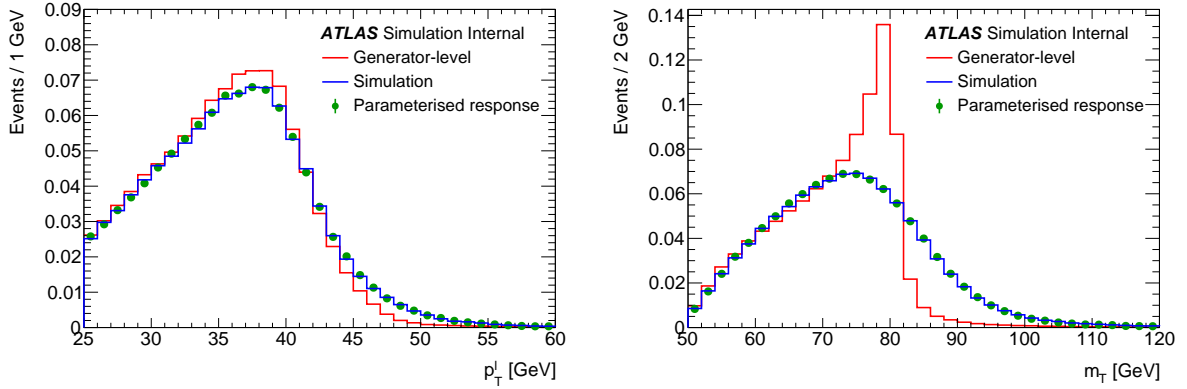 Events / 1 GeV
0.09
0.08
0.07
0.06
0.05
0.04
0.03
0.02
0.01
0
ATLAS Simulation Internal
Generator-level
Simulation
Parameterised response
25 30 35 40 45 50 55 60
p_T^l [GeV]
Events / 2 GeV
0.14
0.12
0.1
0.08
0.06
0.04
0.02
0
ATLAS Simulation Internal
Generator-level
Simulation
Parameterised response
50 60 70 80 90 100 110 120
m_T [GeV]